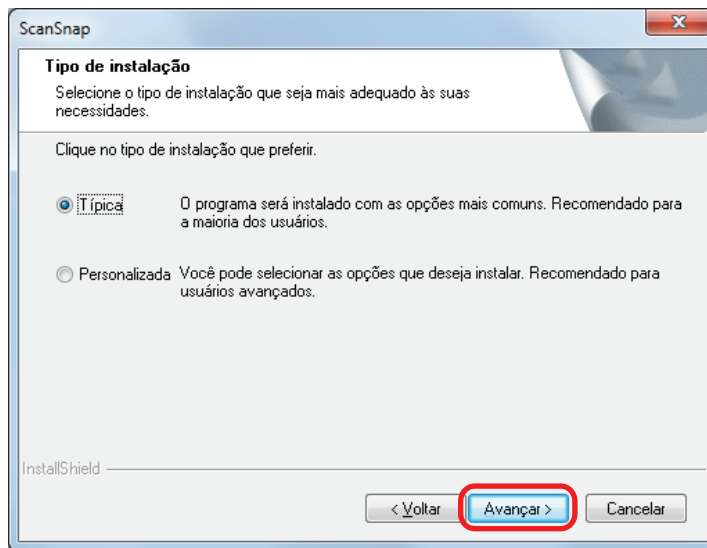 ScanSnap
Tipo de instalação
Selecione o tipo de instalação que seja mais adequado às suas
necessidades.
Clique no tipo de instalação que preferir.
Típica
O programa será instalado com as opções mais comuns. Recomendado para
a maioria dos usuários.
Personalizada
Você pode selecionar as opções que deseja instalar. Recomendado para
usuários avançados.
InstallShield
< Voltar
Avançar >
Cancelar